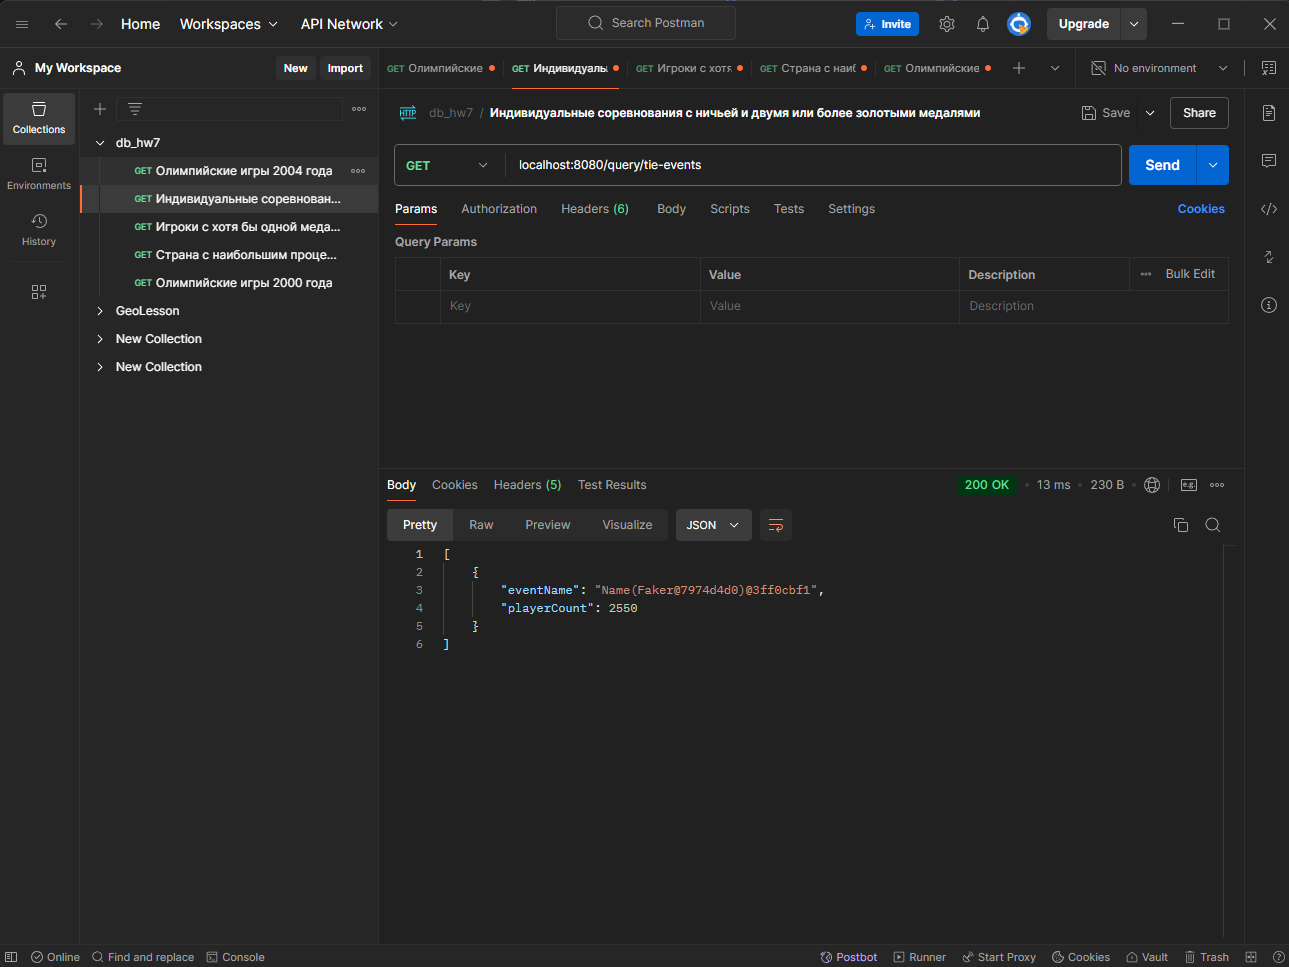 Home
Workspaces
API Network
Search Postman
Invite
Upgrade
My Workspace
New
Import
GET Олимпийские
GET Индивидуаль
GET Игроки с хотя
GET Страна с наиб
GET Олимпийские
No environment
Collections
Environments
History
db_hw7
GET Олимпийские игры 2004 года
GET Индивидуальные соревнован...
GET Игроки с хотя бы одной меда...
GET Страна с наибольшим проце...
GET Олимпийские игры 2000 года
GeoLesson
New Collection
New Collection
HTTP db_hw7 / Индивидуальные соревнования с ничьей и двумя или более золотыми медалями
Save
Share
GET
localhost:8080/query/tie-events
Send
Params Authorization Headers (6) Body Scripts Tests Settings
Cookies
Query Params
Key Value Description
Bulk Edit
Key Value Description
Body Cookies Headers (5) Test Results
200 OK • 13 ms • 230 B
e.g.
Pretty Raw Preview Visualize
JSON
1 [
2 {
3 "eventName": "Name(Faker@7974d4d0)@3ff0cbf1",
4 "playerCount": 2550
5 }
6 ]
Online
Find and replace
Console
Postbot
Runner
Start Proxy
Cookies
Vault
Trash